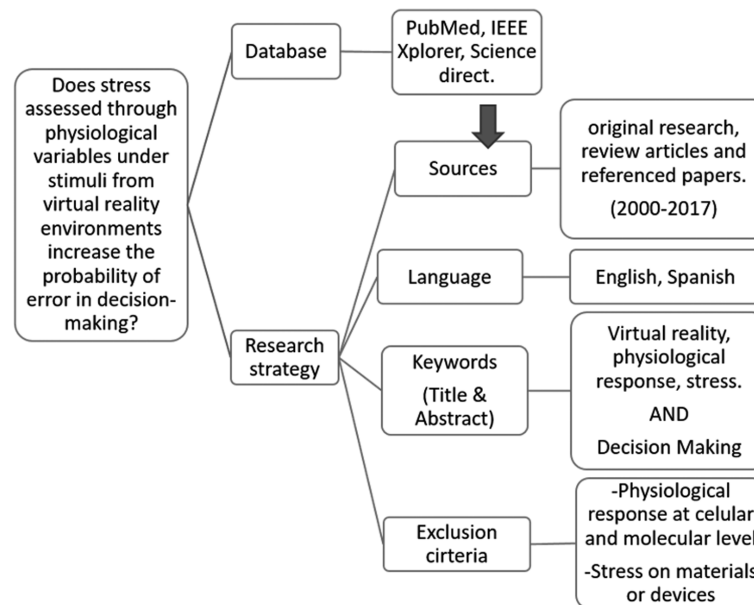 Does stress
assessed through
physiological
variables under
stimuli from
virtual reality
environments
increase the
probability of
error in decision-
making?
Database
PubMed, IEEE
Xplorer, Science
direct.
Research
strategy
Sources
original research,
review articles and
referenced papers.
(2000-2017)
Language
English, Spanish
Keywords
(Title &
Abstract)
Virtual reality,
physiological
response, stress.
AND
Decision Making
Exclusion
cirteria
-Physiological
response at celular
and molecular level
-Stress on materials
or devices